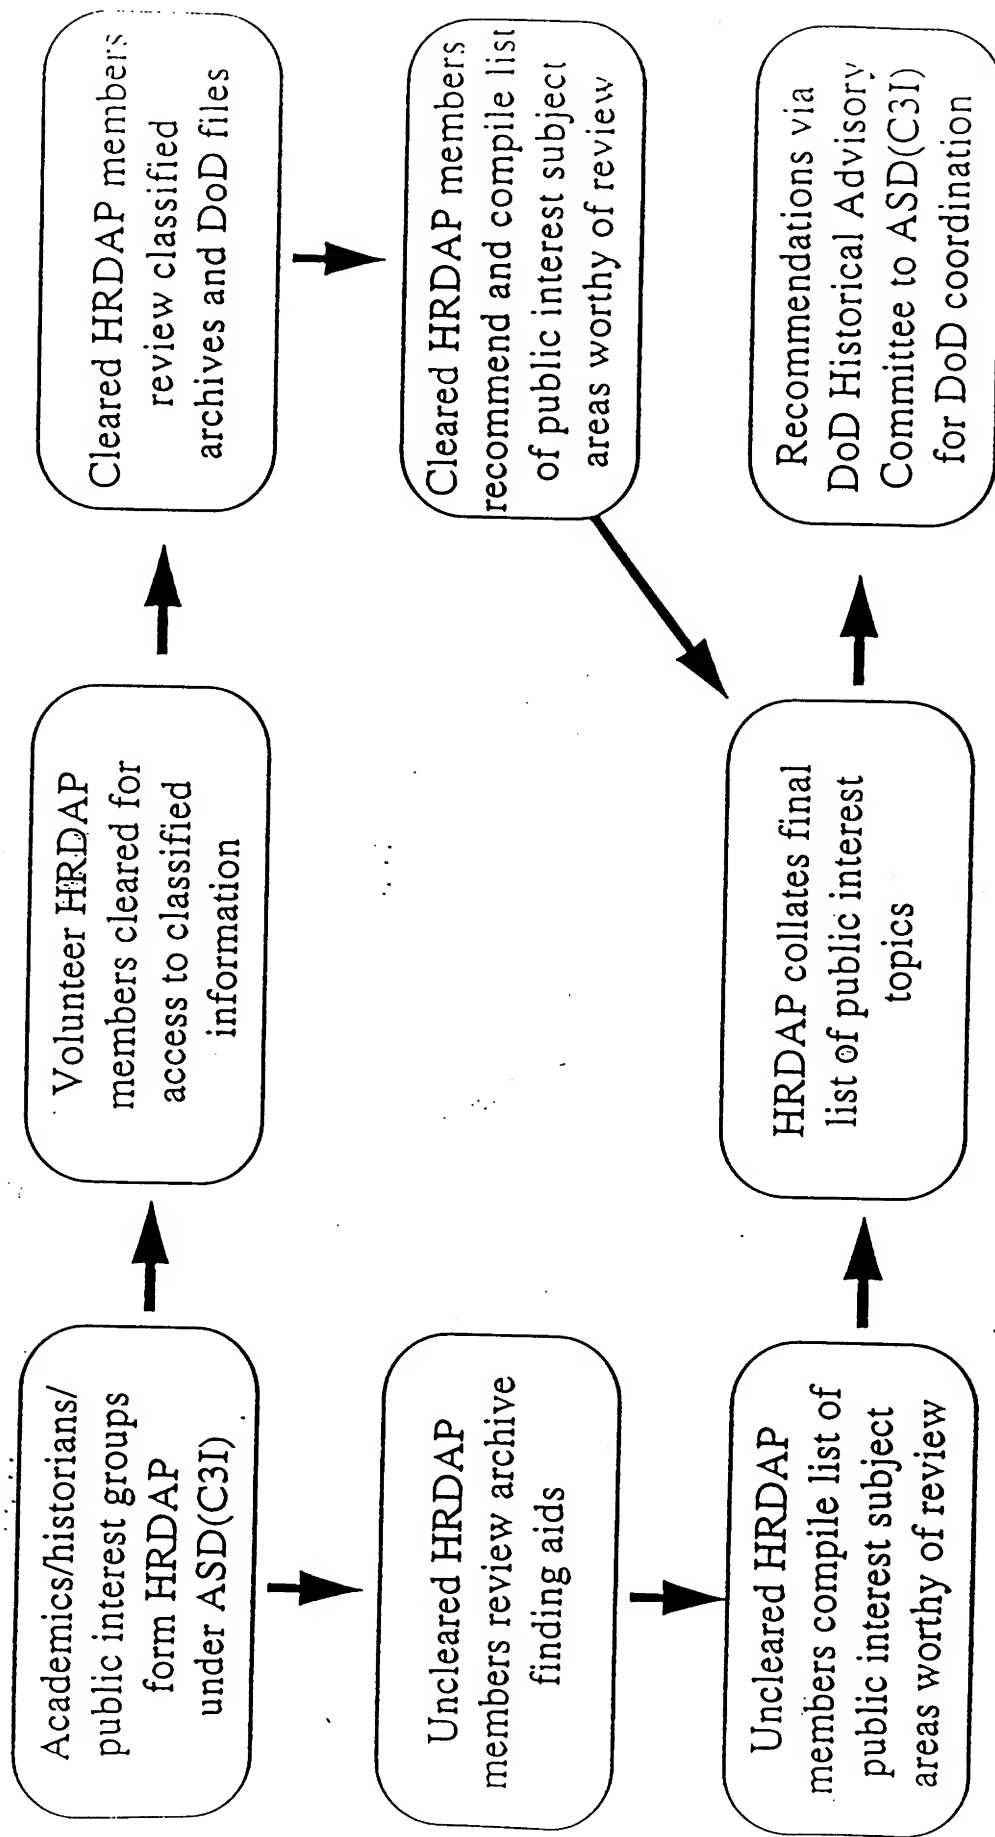 Academics/historians/
public interest groups
form HRDAP
under ASD(C3I)
Volunteer HRDAP
members cleared for
access to classified
information
Cleared HRDAP members
review classified
archives and DoD files
Uncleared HRDAP
members review archive
finding aids
Cleared HRDAP members
recommend and compile list
of public interest subject
areas worthy of review
Uncleared HRDAP
members compile list of
public interest subject
areas worthy of review
HRDAP collates final
list of public interest
topics
Recommendations via
DoD Historical Advisory
Committee to ASD(C3I)
for DoD coordination